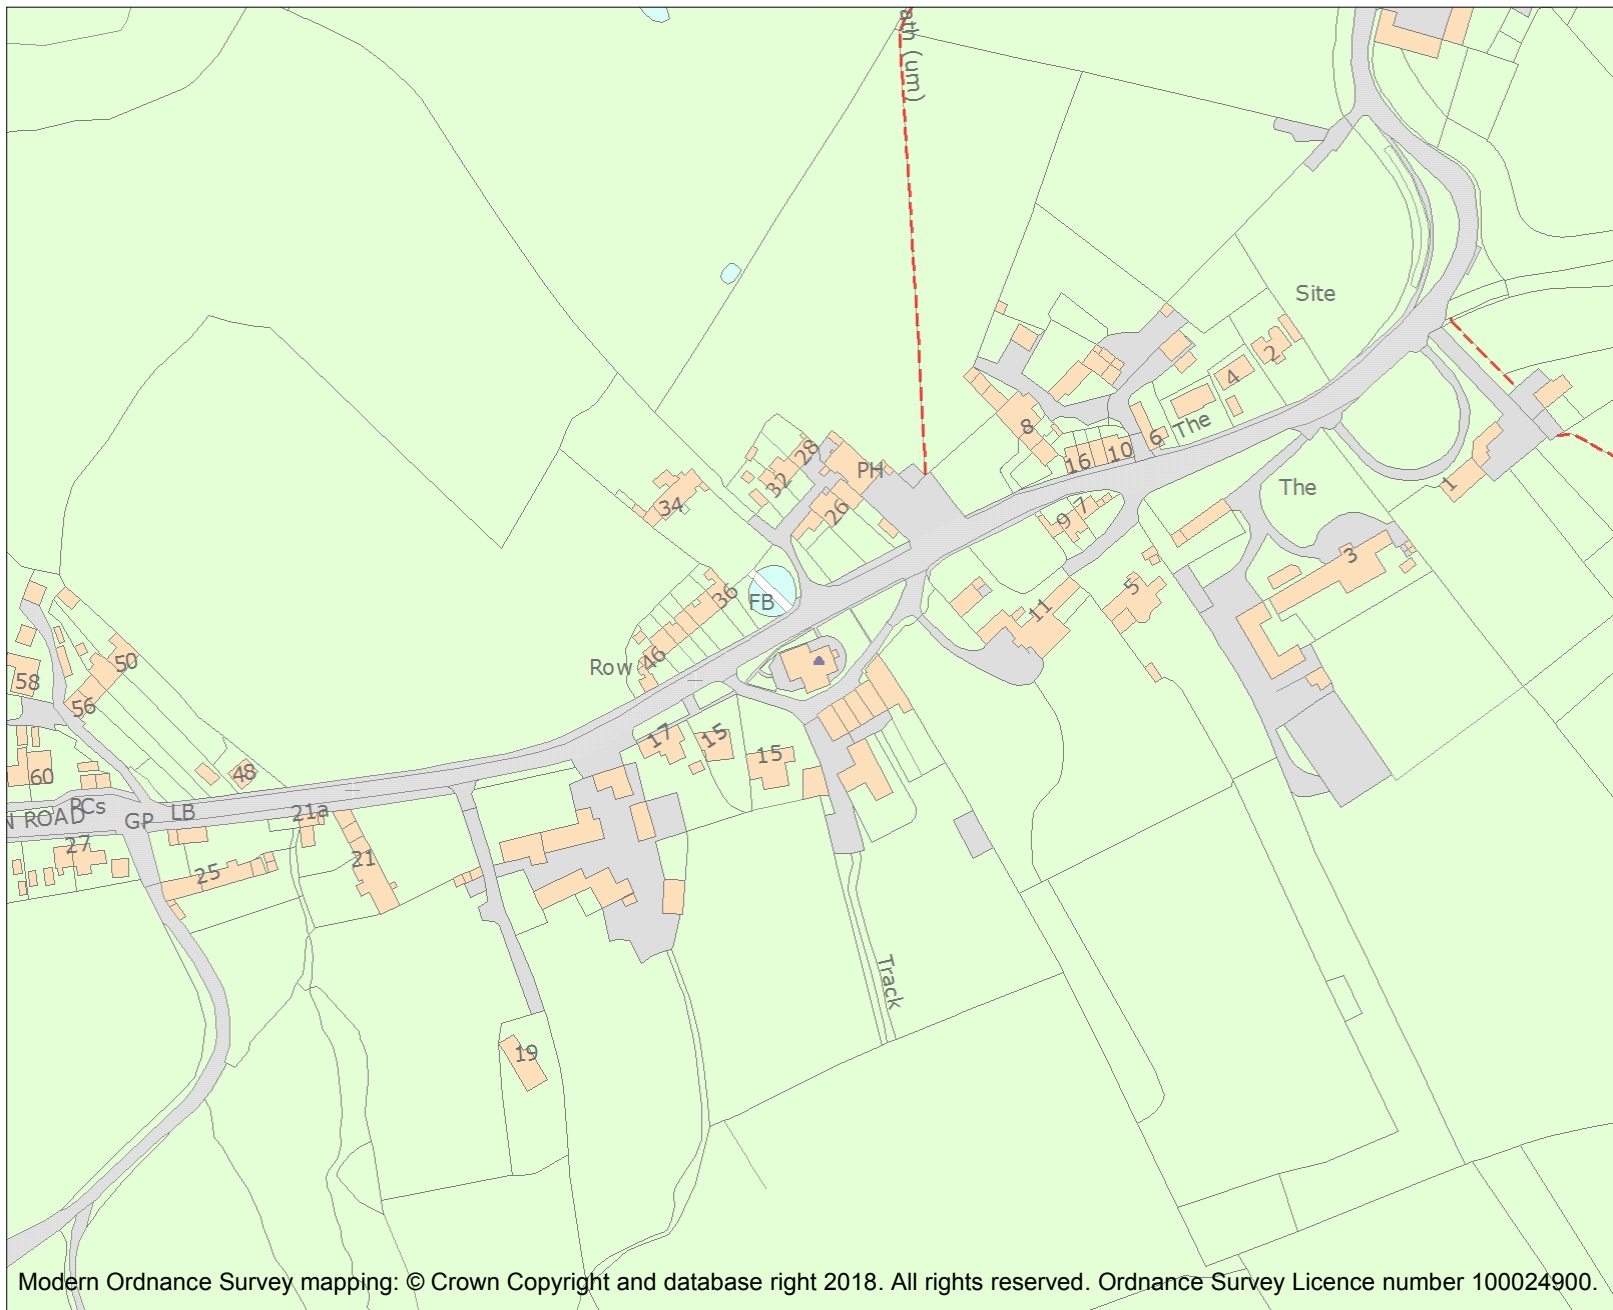 ath (um)
Site
2
4
The
6
10
16
8
PH
28
32
26
34
The
1
3
7
9
5
11
FB
36
46
Row
50
58
56
17
15
15
48
60
PCs
N ROAD
GP
LB
21a
27
25
21
Track
19
Modern Ordnance Survey mapping: © Crown Copyright and database right 2018. All rights reserved. Ordnance Survey Licence number 100024900.